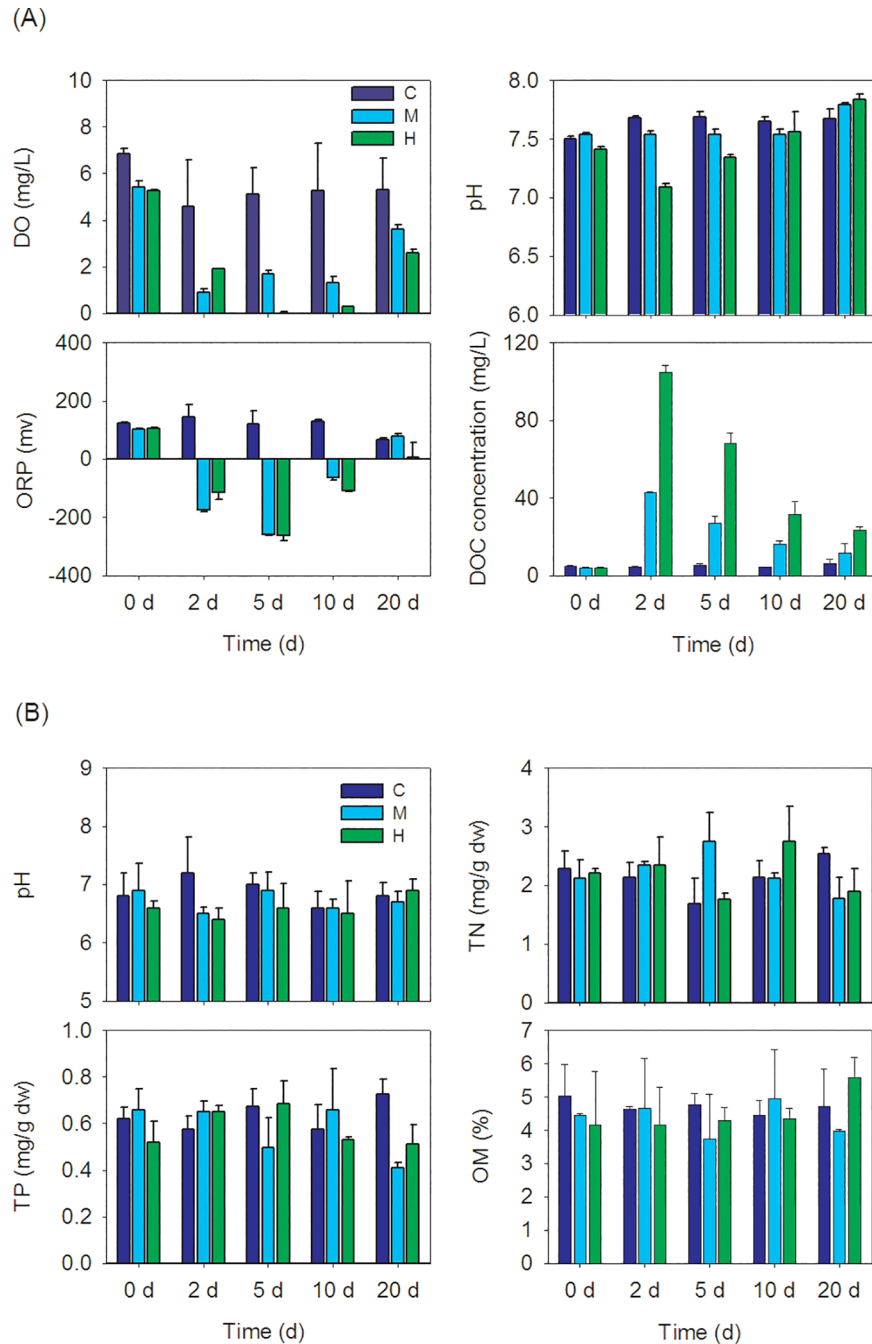 (A)
10
8
6
4
2
0
DO (mg/L)
C
M
H
8.0
7.5
7.0
6.5
6.0
pH
400
200
0
-200
-400
ORP (mv)
0 d 2 d 5 d 10 d 20 d
Time (d)
120
80
40
0
DOC concentration (mg/L)
0 d 2 d 5 d 10 d 20 d
Time (d)
(B)
9
8
7
6
5
pH
C
M
H
4
3
2
1
0
TN (mg/g dw)
1.0
0.8
0.6
0.4
0.2
0.0
TP (mg/g dw)
0 d 2 d 5 d 10 d 20 d
Time (d)
7
6
5
4
3
2
1
0
OM (%)
0 d 2 d 5 d 10 d 20 d
Time (d)